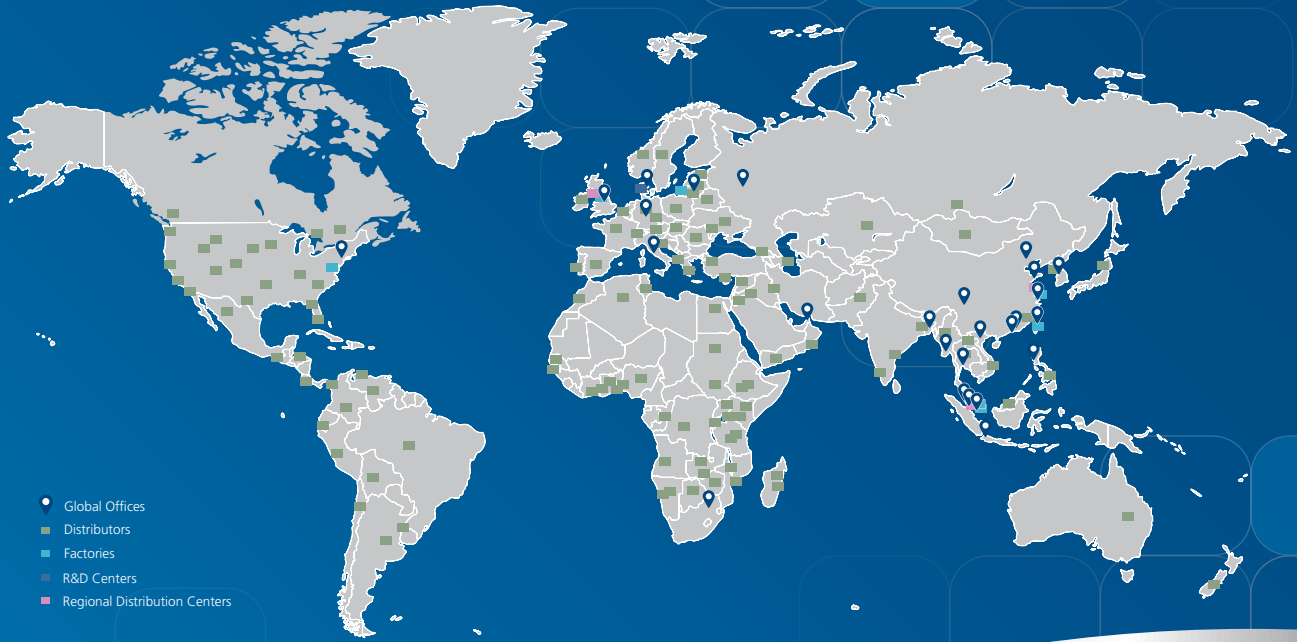 Global Offices
Distributors
Factories
R&D Centers
Regional Distribution Centers